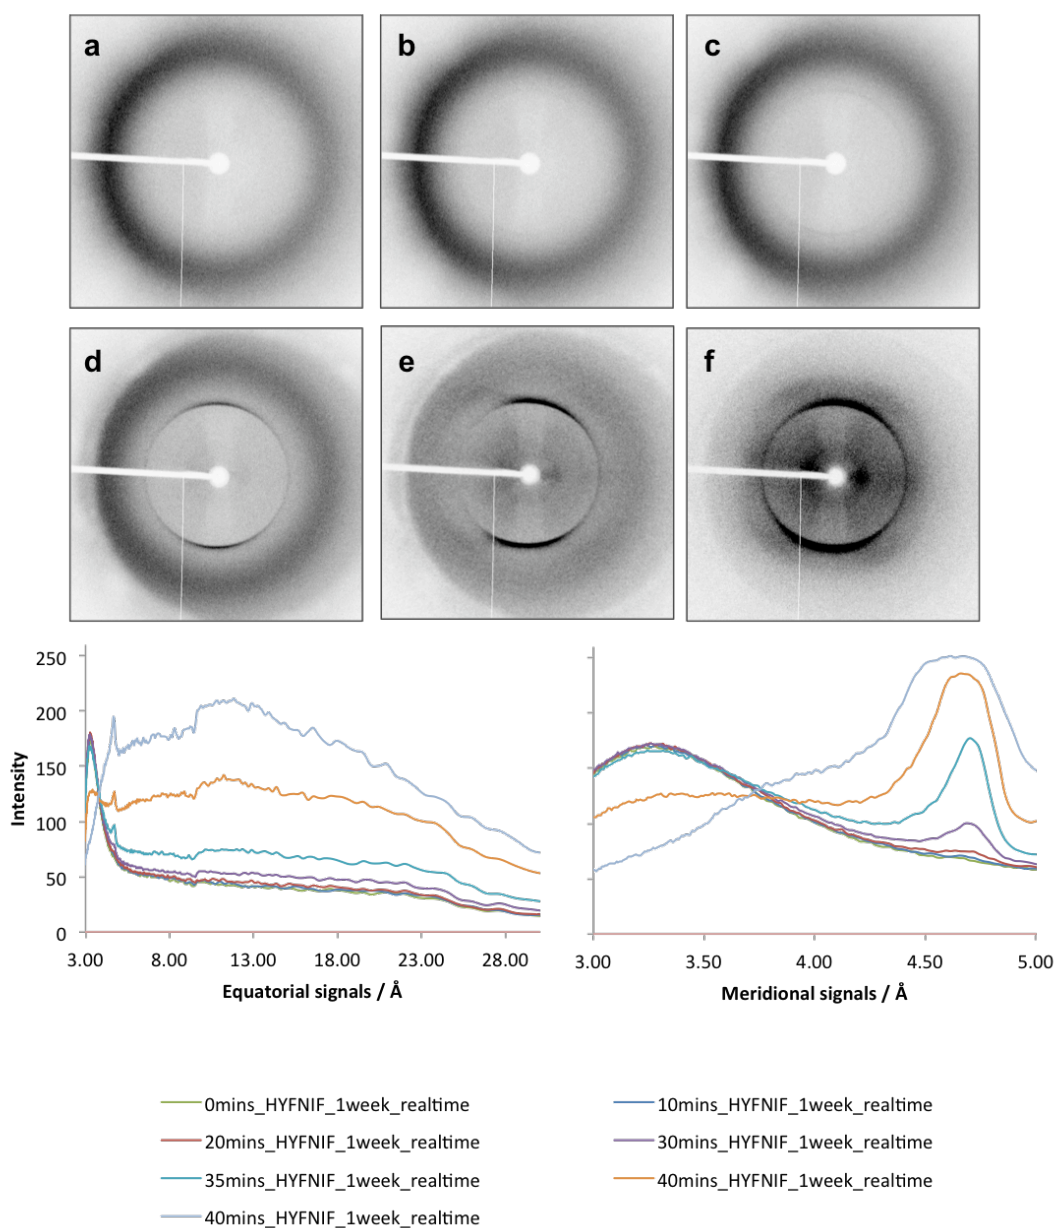 a
b
c
d
e
f
Intensity
250
200
150
100
50
0
3.00 8.00 13.00 18.00 23.00 28.00
Equatorial signals / Å
3.00 3.50 4.00 4.50 5.00
Meridional signals / Å
0mins_HYFNIF_1week_realtime
10mins_HYFNIF_1week_realtime
20mins_HYFNIF_1week_realtime
30mins_HYFNIF_1week_realtime
35mins_HYFNIF_1week_realtime
40mins_HYFNIF_1week_realtime
40mins_HYFNIF_1week_realtime